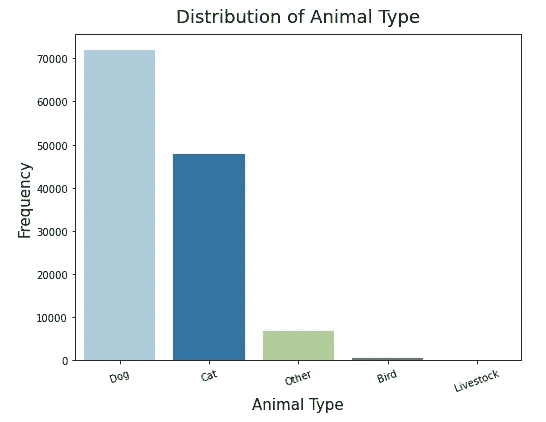 Distribution of Animal Type
Frequency
70000
60000
50000
40000
30000
20000
10000
0
Dog
Cat
Other
Bird
Livestock
Animal Type